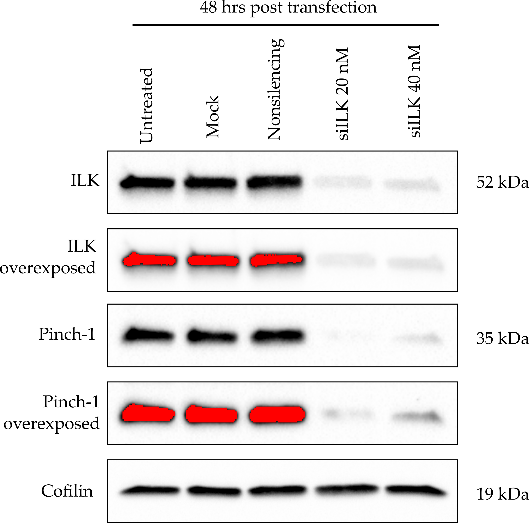 48 hrs post transfection
Untreated
Mock
Nonsilencing
siILK 20 nM
siILK 40 nM
ILK
52 kDa
ILK
overexposed
Pinch-1
35 kDa
Pinch-1
overexposed
Cofilin
19 kDa